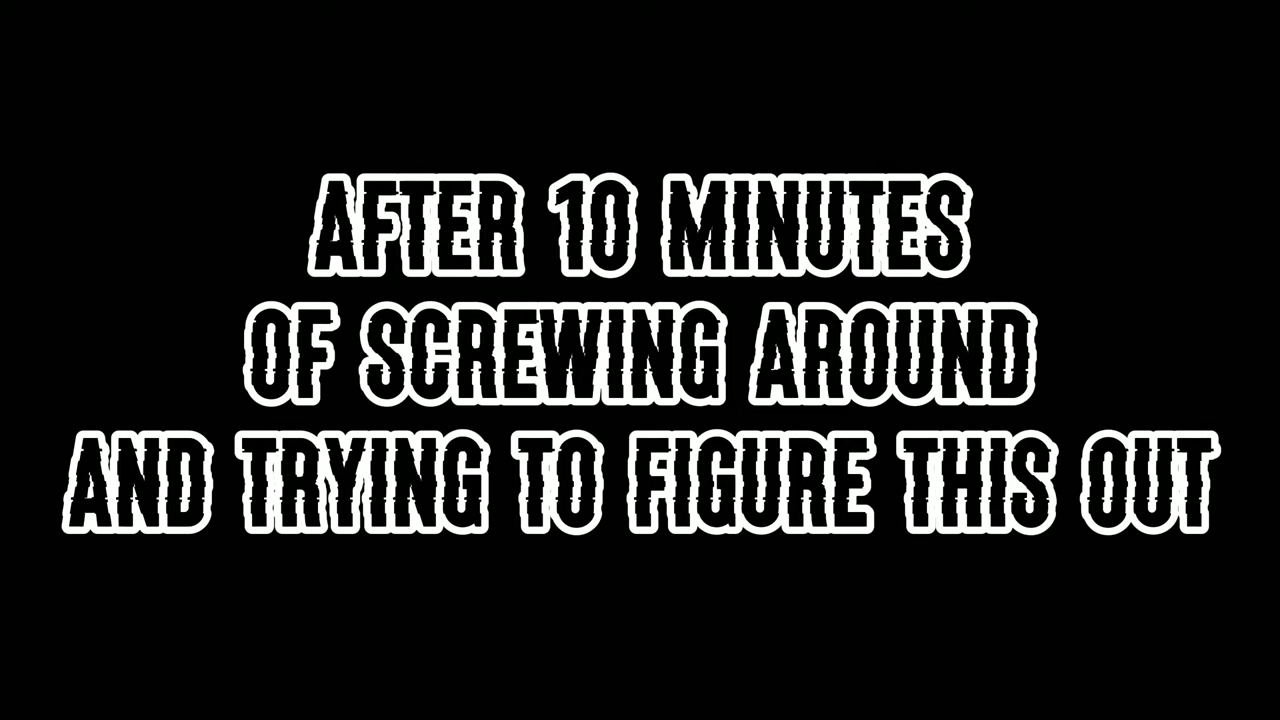 AFTER 10 MINUTES
OF SCREWING AROUND
AND TRYING TO FIGURE THIS OUT